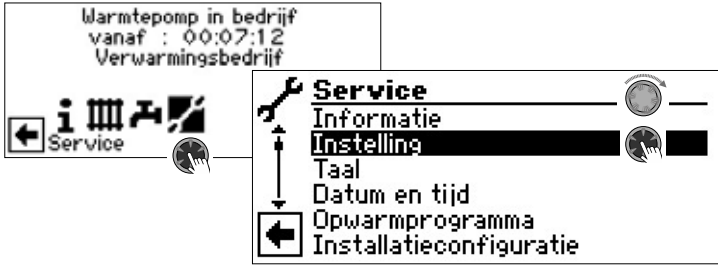 Warmtepomp in bedrijf
vanaf : 00:07:12
Verwarmingsbedrijf
Service
Service
Informatie
Instelling
Taal
Datum en tijd
Opwarmprogramma
Installatieconfiguratie